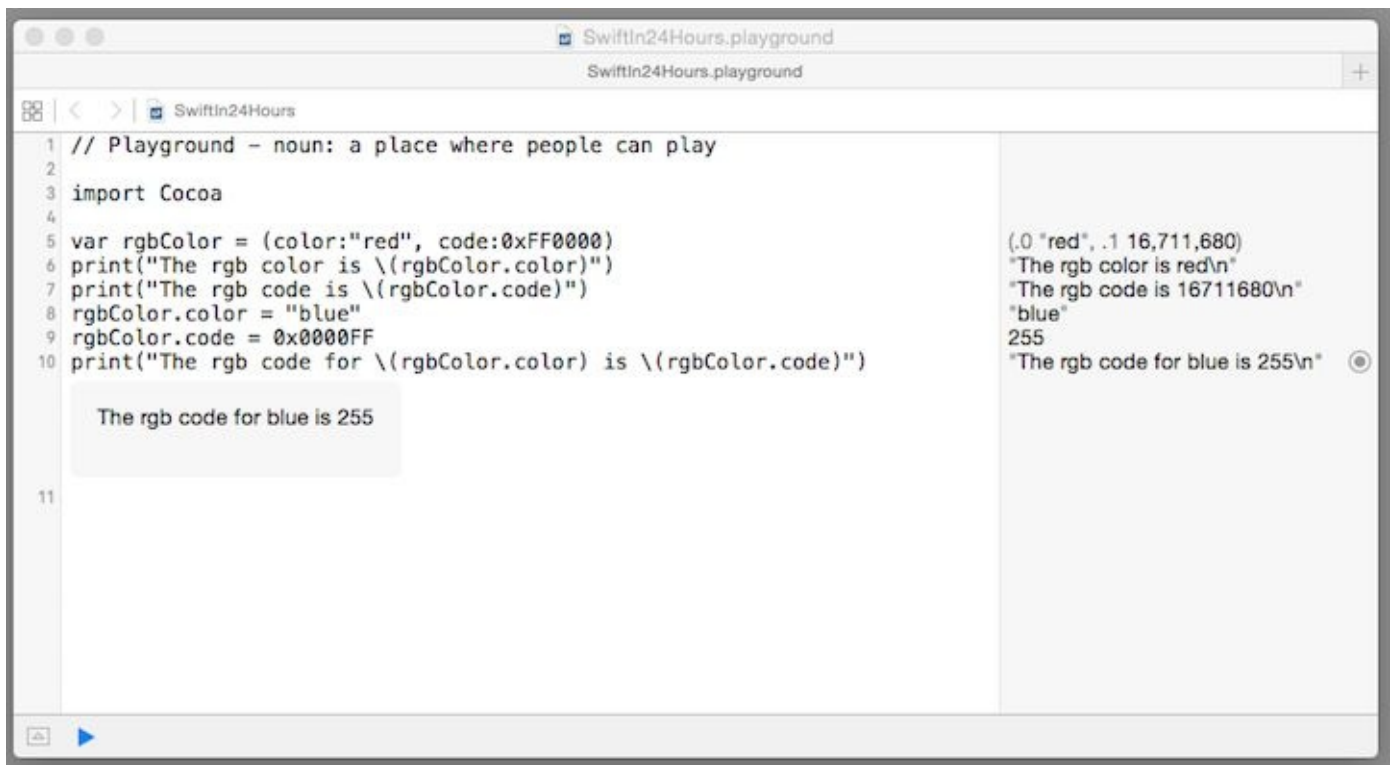 SwiftIn24Hours.playground
SwiftIn24Hours.playground
SwiftIn24Hours
1 // Playground – noun: a place where people can play
2
3 import Cocoa
4
5 var rgbColor = (color:"red", code:0xFF0000) (.0 "red", .1 16,711,680)
6 print("The rgb color is \(rgbColor.color)") "The rgb color is red\n"
7 print("The rgb code is \(rgbColor.code)") "The rgb code is 16711680\n"
8 rgbColor.color = "blue" "blue"
9 rgbColor.code = 0x0000FF 255
10 print("The rgb code for \(rgbColor.color) is \(rgbColor.code)") "The rgb code for blue is 255\n"
The rgb code for blue is 255
11